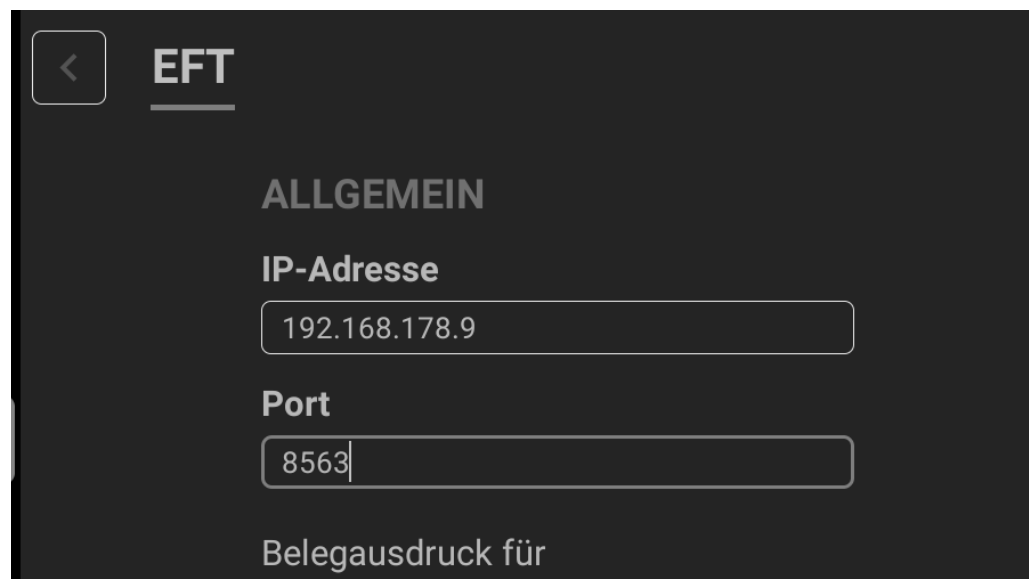 EFT
ALLGEMEIN
IP-Adresse
192.168.178.9
Port
8563
Belegausdruck für